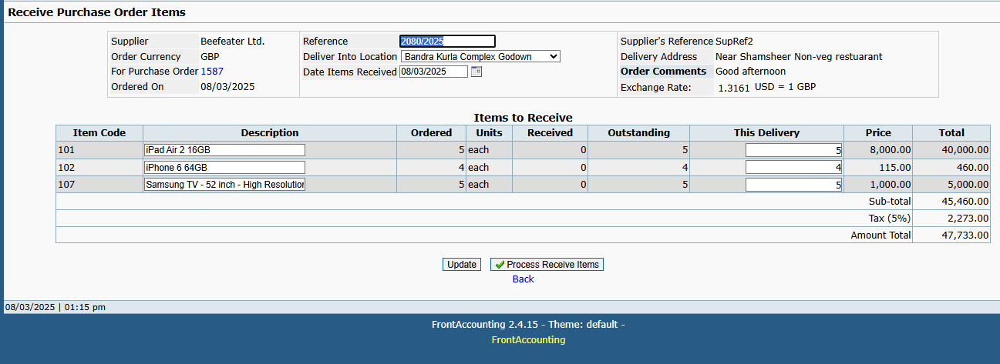 Receive Purchase Order Items
Supplier Beefeater Ltd. Reference 2080/2025 Supplier's Reference SupRef2
Order Currency GBP Deliver Into Location Bandra Kurla Complex Godown Delivery Address Near Shamsheer Non-veg restuarant
For Purchase Order 1587 Date Items Received 08/03/2025 Order Comments Good afternoon
Ordered On 08/03/2025 Exchange Rate: 1.3161 USD = 1 GBP
Items to Receive
Item Code Description Ordered Units Received Outstanding This Delivery Price Total
101 iPad Air 2 16GB 5 each 0 5 5 8,000.00 40,000.00
102 iPhone 6 64GB 4 each 0 4 4 115.00 460.00
107 Samsung TV - 52 inch - High Resolution 5 each 0 5 5 1,000.00 5,000.00
Sub-total 45,460.00
Tax (5%) 2,273.00
Amount Total 47,733.00
Update Process Receive Items
Back
08/03/2025 | 01:15 pm
FrontAccounting 2.4.15 - Theme: default -
FrontAccounting